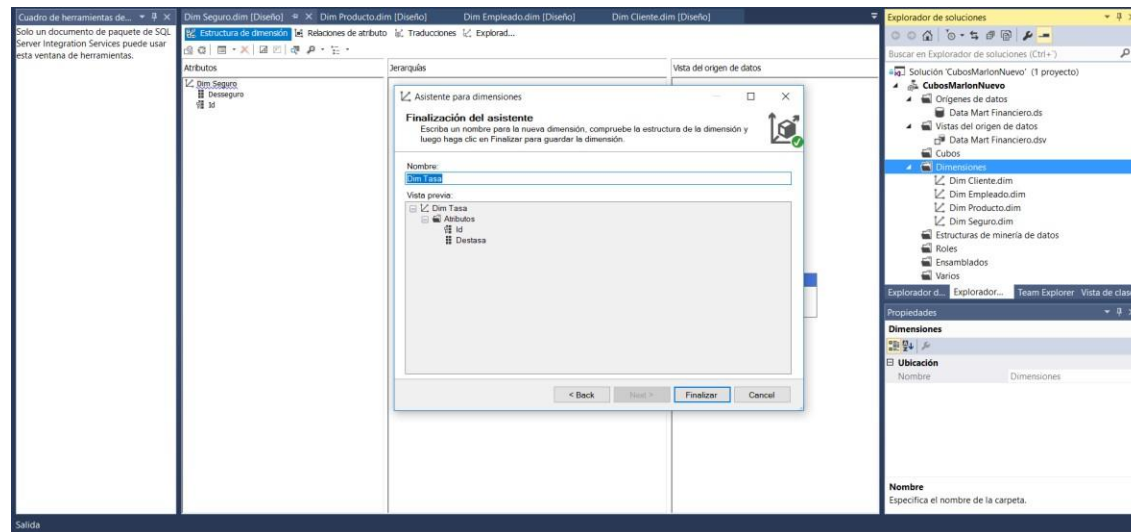 Cuadro de herramientas de...
Solo un documento de paquete de SQL
Server Integration Services puede usar
esta ventana de herramientas.
Dim Seguro.dim [Diseño]
Dim Producto.dim [Diseño]
Dim Empleado.dim [Diseño]
Dim Cliente.dim [Diseño]
Estructura de dimensión
Relaciones de atributo
Traducciones
Explorad...
Atributos
Dim Seguro
Desseguro
Id
Jerarquías
Vista del origen de datos
Asistente para dimensiones
Finalización del asistente
Escriba un nombre para la nueva dimensión, compruebe la estructura de la dimensión y
luego haga clic en Finalizar para guardar la dimensión.
Nombre:
Dim Tasa
Vista previa:
Dim Tasa
Atributos
Id
Destasa
< Back
Next >
Finalizar
Cancel
Explorador de soluciones
Buscar en Explorador de soluciones (Ctrl+´)
Solución 'CubosMarlonNuevo' (1 proyecto)
CubosMarlonNuevo
Orígenes de datos
Data Mart Financiero.ds
Vistas del origen de datos
Data Mart Financiero.dsv
Cubos
Dimensiones
Dim Cliente.dim
Dim Empleado.dim
Dim Producto.dim
Dim Seguro.dim
Estructuras de minería de datos
Roles
Ensamblados
Varios
Explorador d...
Explorador...
Team Explorer
Vista de clas
Propiedades
Dimensiones
Ubicación
Nombre
Dimensiones
Nombre
Especifica el nombre de la carpeta.
Salida